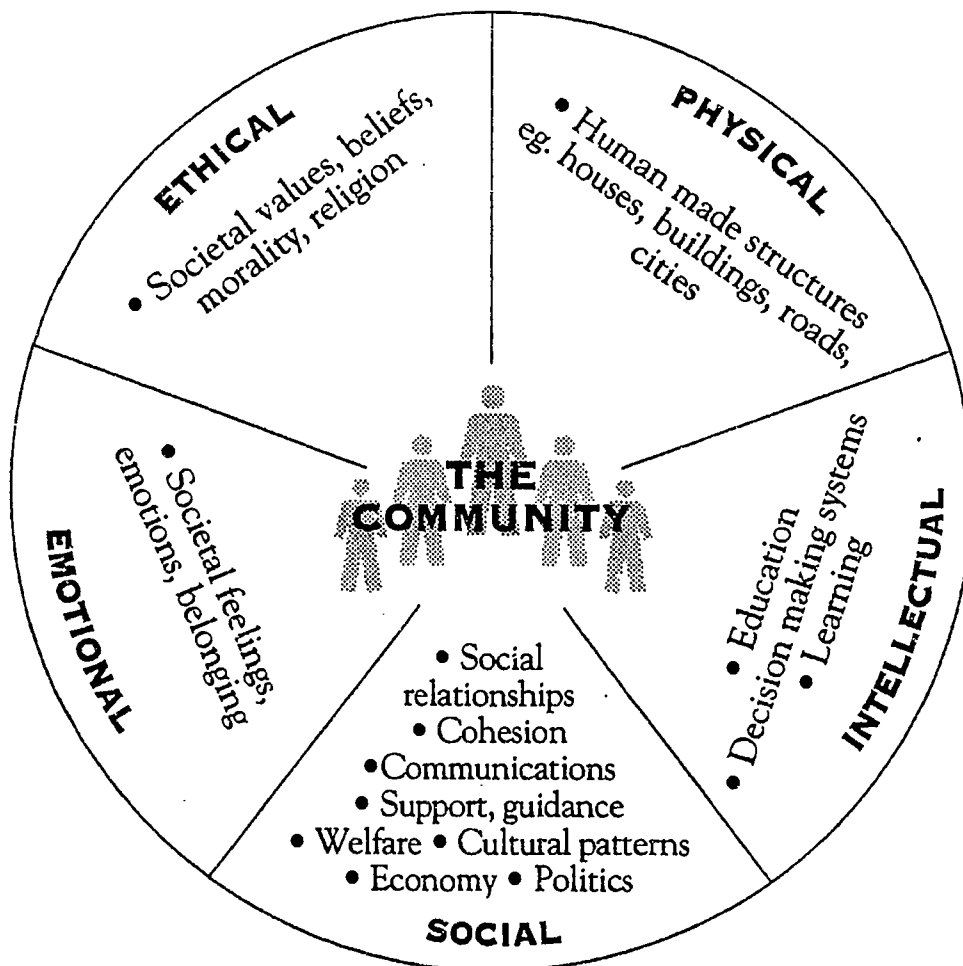 ETHICAL
• Societal values, beliefs,
morality, religion
PHYSICAL
• Human made structures
eg. houses, buildings, roads,
cities
THE
COMMUNITY
EMOTIONAL
• Societal feelings,
emotions, belonging
• Education
• Decision making systems
• Learning
INTELLECTUAL
• Social
relationships
• Cohesion
•Communications
• Support, guidance
• Welfare • Cultural patterns
• Economy • Politics
SOCIAL